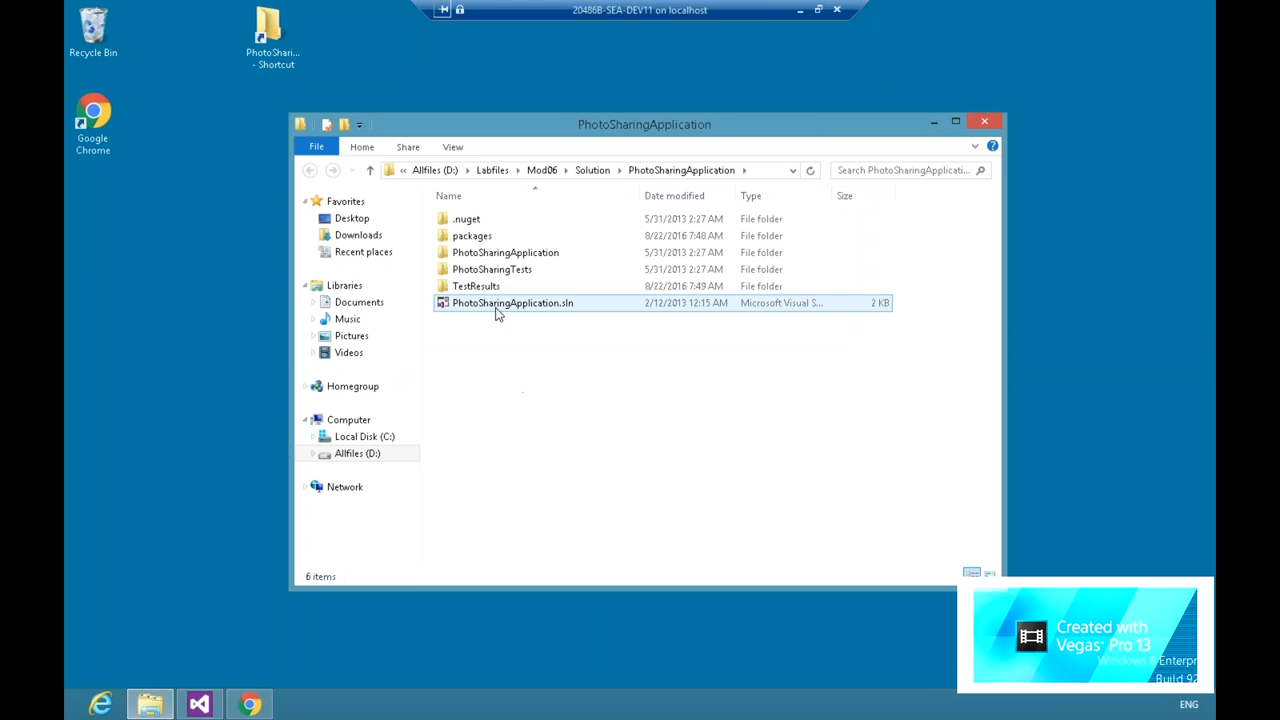 20486B-SEA-DEV11 on localhost
Recycle Bin
PhotoShari...
- Shortcut
Google
Chrome
PhotoSharingApplication
File
Home
Share
View
« Allfiles (D:) Labfiles Mod06 Solution PhotoSharingApplication
Search PhotoSharingApplicati...
Name
Date modified
Type
Size
.nuget 5/31/2013 2:27 AM File folder
packages 8/22/2016 7:48 AM File folder
PhotoSharingApplication 5/31/2013 2:27 AM File folder
PhotoSharingTests 5/31/2013 2:27 AM File folder
TestResults 8/22/2016 7:49 AM File folder
PhotoSharingApplication.sln 2/12/2013 12:15 AM Microsoft Visual S... 2 KB
Favorites
Desktop
Downloads
Recent places
Libraries
Documents
Music
Pictures
Videos
Homegroup
Computer
Local Disk (C:)
Allfiles (D:)
Network
6 items
Created with
Vegas Pro 13
Windows 8 Enterpr
Build 92
ENG